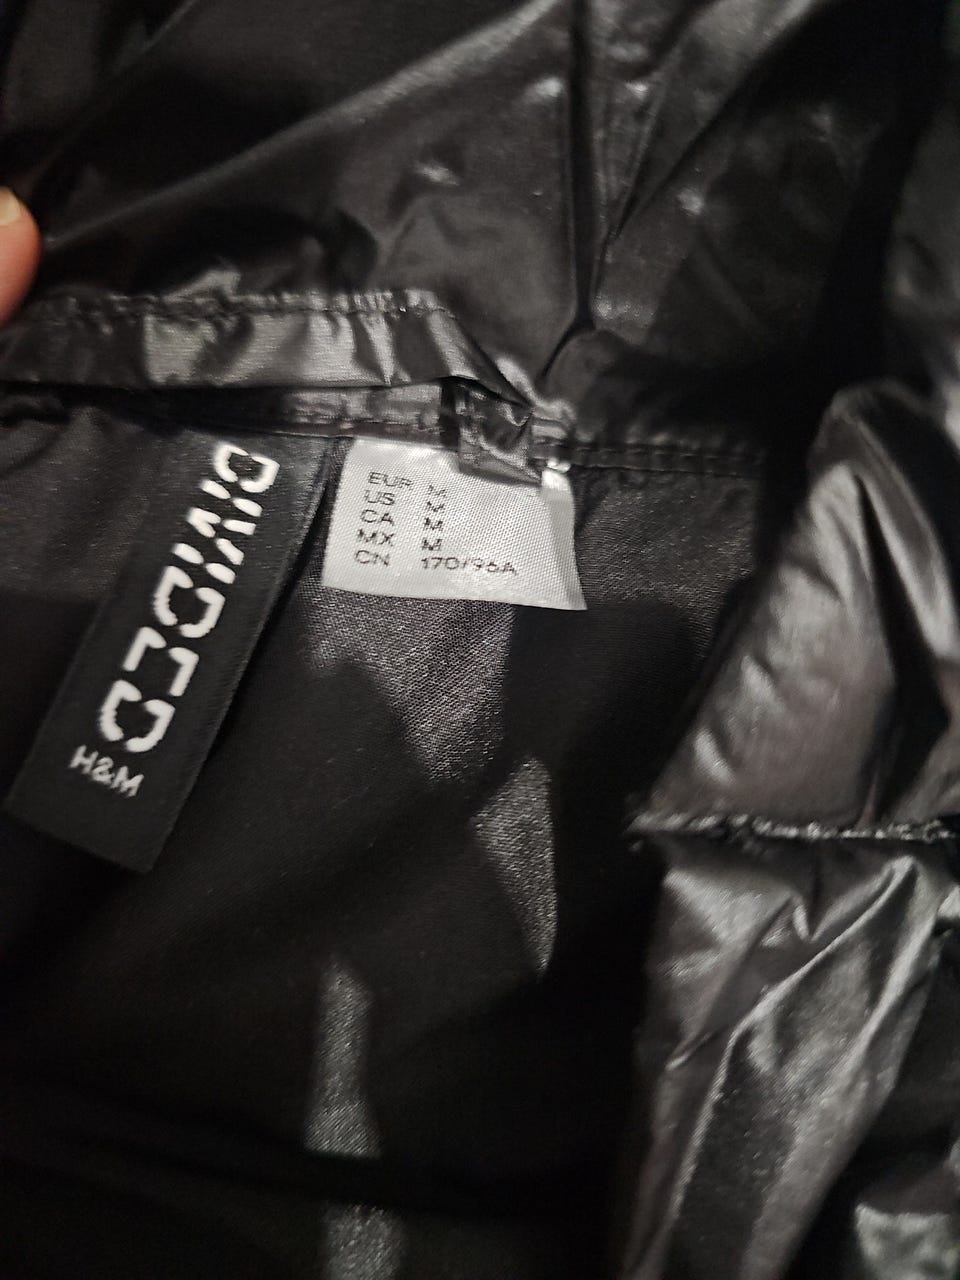 DIVIDED
H&M
EUR M
US M
CA M
MX M
CN 170/96A